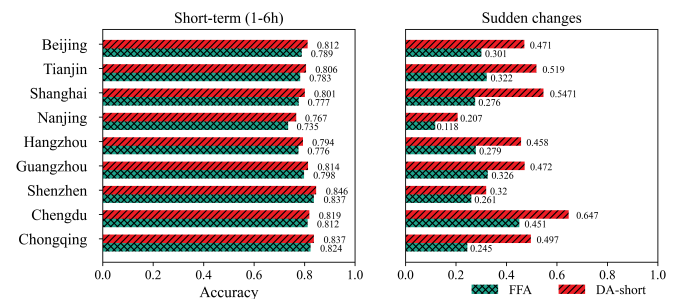 Short-term (1-6h) Sudden changes
Beijing 0.812 0.471
0.789 0.301
Tianjin 0.806 0.519
0.783 0.322
Shanghai 0.801 0.5471
0.777 0.276
Nanjing 0.767 0.207
0.735 0.118
Hangzhou 0.794 0.458
0.776 0.279
Guangzhou 0.814 0.472
0.798 0.326
Shenzhen 0.846 0.32
0.837 0.261
Chengdu 0.819 0.647
0.812 0.451
Chongqing 0.837 0.497
0.824 0.245
0.0 0.2 0.4 0.6 0.8 1.0 0.0 0.2 0.4 0.6 0.8 1.0
Accuracy FFA DA-short